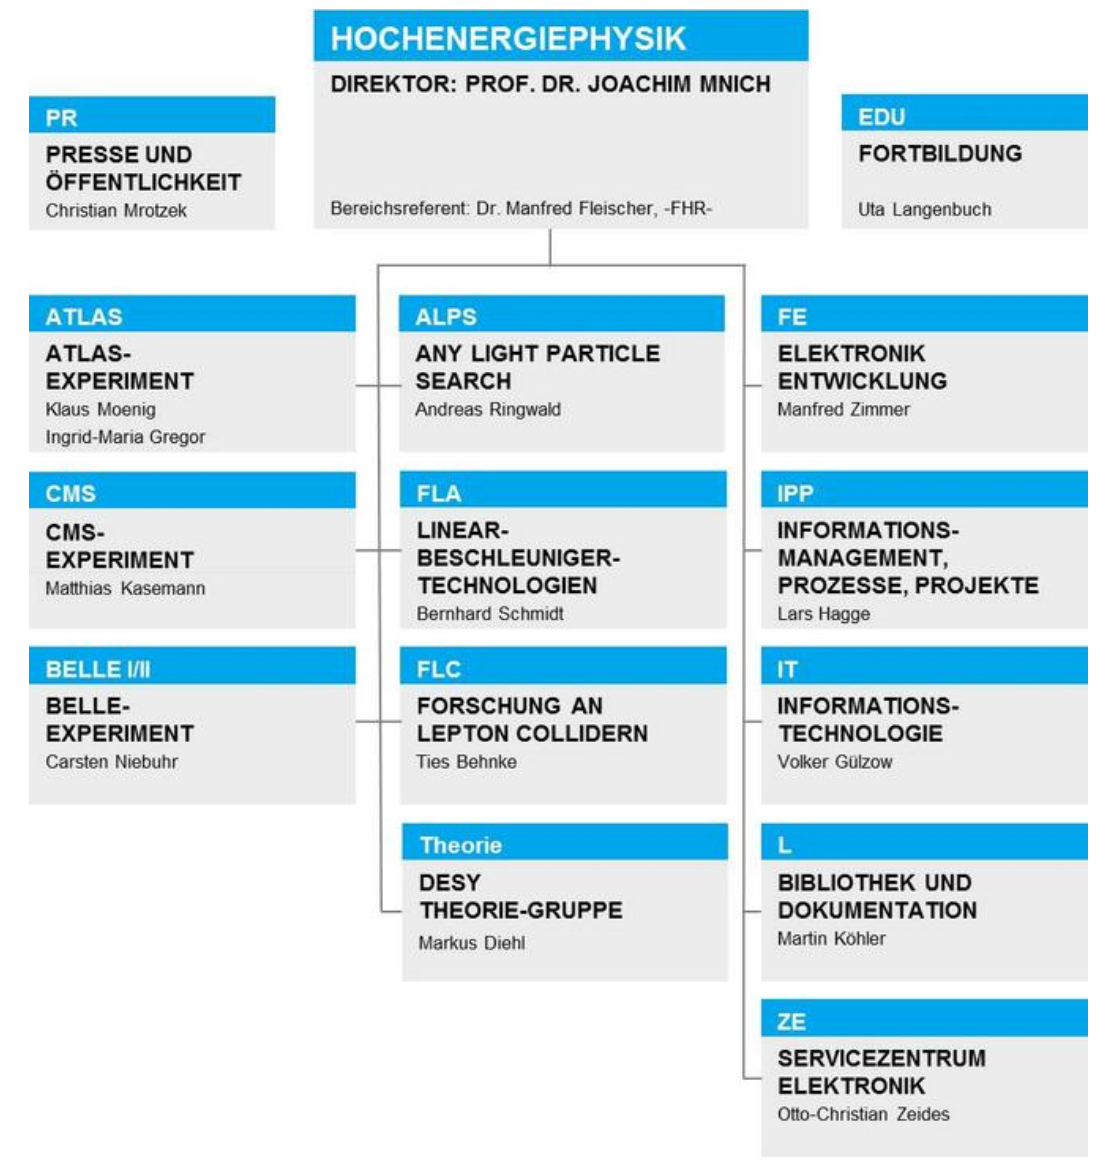 HOCHENERGIEPHYSIK
DIREKTOR: PROF. DR. JOACHIM MNICH
Bereichsreferent: Dr. Manfred Fleischer, -FHR-
PR
PRESSE UND
ÖFFENTLICHKEIT
Christian Mrotzek
EDU
FORTBILDUNG
Uta Langenbuch
ATLAS
ATLAS-
EXPERIMENT
Klaus Moenig
Ingrid-Maria Gregor
ALPS
ANY LIGHT PARTICLE
SEARCH
Andreas Ringwald
FE
ELEKTRONIK
ENTWICKLUNG
Manfred Zimmer
CMS
CMS-
EXPERIMENT
Matthias Kasemann
FLA
LINEAR-
BESCHLEUNIGER-
TECHNOLOGIEN
Bernhard Schmidt
IPP
INFORMATIONS-
MANAGEMENT,
PROZESSE, PROJEKTE
Lars Hagge
BELLE I/II
BELLE-
EXPERIMENT
Carsten Niebuhr
FLC
FORSCHUNG AN
LEPTON COLLIDERN
Ties Behnke
IT
INFORMATIONS-
TECHNOLOGIE
Volker Gülzow
Theorie
DESY
THEORIE-GRUPPE
Markus Diehl
L
BIBLIOTHEK UND
DOKUMENTATION
Martin Köhler
ZE
SERVICEZENTRUM
ELEKTRONIK
Otto-Christian Zeides